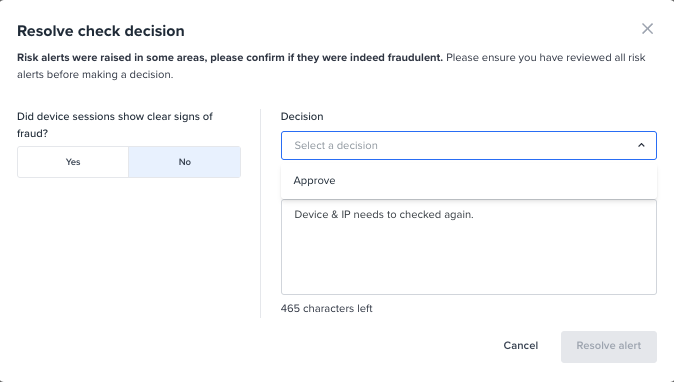 Resolve check decision
Risk alerts were raised in some areas, please confirm if they were indeed fraudulent. Please ensure you have reviewed all risk
alerts before making a decision.
Did device sessions show clear signs of
fraud?
Yes
No
Decision
Select a decision
Approve
Device & IP needs to checked again.
465 characters left
Cancel
Resolve alert